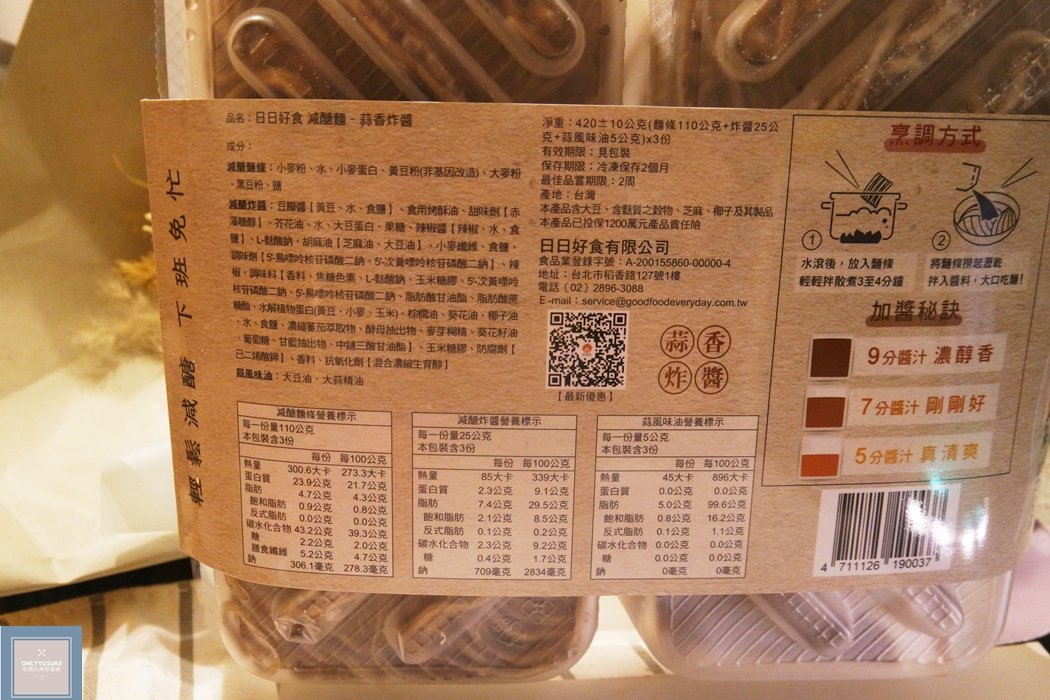 輕鬆減醣 下班免忙
品名：日日好食 減醣麵 - 蒜香炸醬
成分：
減醣麵條：小麥粉、水、小麥蛋白、黃豆粉(非基因改造)、大麥粉
、黑豆粉、鹽
減醣炸醬：豆瓣醬【黃豆、水、食鹽】、食用烤酥油、甜味劑【赤
藻糖醇】、芥花油、水、大豆蛋白、果糖、辣椒醬【辣椒、水、食
鹽】、L-麩酸鈉、胡麻油【芝麻油、大豆油】、小麥纖維、食鹽、
調味劑【5'-鳥嘌呤核苷磷酸二鈉、5'-次黃嘌呤核苷磷酸二鈉】、辣
椒、調味料【香料、焦糖色素、L-麩酸鈉、玉米糖膠、5'-次黃嘌呤
核苷磷酸二鈉、5'-鳥嘌呤核苷磷酸二鈉、脂肪酸甘油酯、脂肪酸蔗
糖酯、水解植物蛋白(黃豆、小麥、玉米)、棕櫚油、葵花油、椰子油
、水、食鹽、濃縮蕃茄萃取物、酵母抽出物、麥芽糊精、葵花籽油
、葡萄糖、甘藍抽出物、中鏈三酸甘油酯】、玉米糖膠、防腐劑【
己二烯酸鉀】、香料、抗氧化劑【混合濃縮生育醇】
蒜風味油：大豆油、大蒜精油
淨重：420±10公克(麵條110公克+炸醬25公
克+蒜風味油5公克)x3份
有效期限：見包裝
保存期限：冷凍保存2個月
最佳品嘗期限：2周
產地：台灣
本產品含大豆、含麩質之穀物、芝麻、椰子及其製品
本產品已投保1200萬元產品責任險
日日好食有限公司
食品業登錄字號：A-200155860-00000-4
地址：台北市稻香路127號1樓
電話（02）2896-3088
E-mail：service@goodfoodeveryday.com.tw
【最新優惠】
蒜香
炸醬
烹調方式
1
2
水滾後，放入麵條
輕輕拌散煮3至4分鐘
將麵條撈起瀝乾
拌入醬料，大口吃麵！
加醬秘訣
9分醬汁 濃醇香
7分醬汁 剛剛好
5分醬汁 真清爽
減醣麵條營養標示
每一份量110公克
本包裝含3份
每份 每100公克
熱量 300.6大卡 273.3大卡
蛋白質 23.9公克 21.7公克
脂肪 4.7公克 4.3公克
飽和脂肪 0.9公克 0.8公克
反式脂肪 0.0公克 0.0公克
碳水化合物 43.2公克 39.3公克
糖 2.2公克 2.0公克
膳食纖維 5.2公克 4.7公克
鈉 306.1毫克 278.3毫克
減醣炸醬營養標示
每一份量25公克
本包裝含3份
每份 每100公克
熱量 85大卡 339大卡
蛋白質 2.3公克 9.1公克
脂肪 7.4公克 29.5公克
飽和脂肪 2.1公克 8.5公克
反式脂肪 0.1公克 0.2公克
碳水化合物 2.3公克 9.2公克
糖 0.4公克 1.7公克
鈉 709毫克 2834毫克
蒜風味油營養標示
每一份量5公克
本包裝含3份
每份 每100公克
熱量 45大卡 896大卡
蛋白質 0.0公克 0.0公克
脂肪 5.0公克 99.6公克
飽和脂肪 0.8公克 16.2公克
反式脂肪 0.1公克 1.1公克
碳水化合物 0.0公克 0.0公克
糖 0.0公克 0.0公克
鈉 0毫克 0毫克
4 711126 190037
ONLYYUSUKE